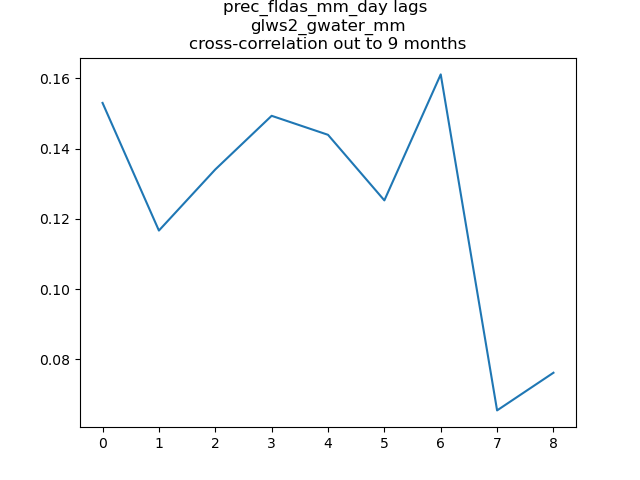 prec_fldas_mm_day lags
glws2_gwater_mm
cross-correlation out to 9 months
0.16
0.14
0.12
0.10
0.08
0 1 2 3 4 5 6 7 8